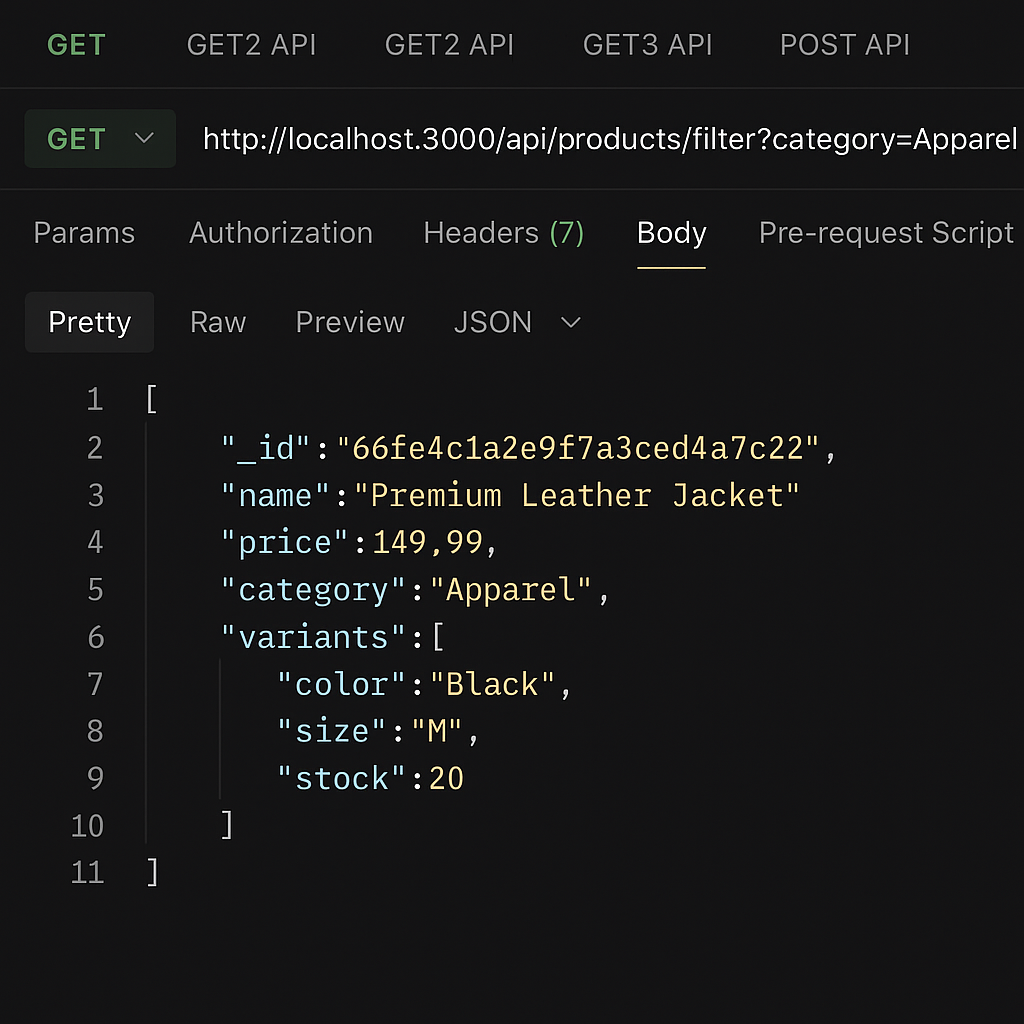 GET GET2 API GET2 API GET3 API POST API
GET http://localhost.3000/api/products/filter?category=Apparel
Params Authorization Headers (7) Body Pre-request Script
Pretty Raw Preview JSON
1 [
2 "_id":"66fe4c1a2e9f7a3ced4a7c22",
3 "name":"Premium Leather Jacket"
4 "price":149,99,
5 "category":"Apparel",
6 "variants":[
7 "color":"Black",
8 "size":"M",
9 "stock":20
10 ]
11 ]